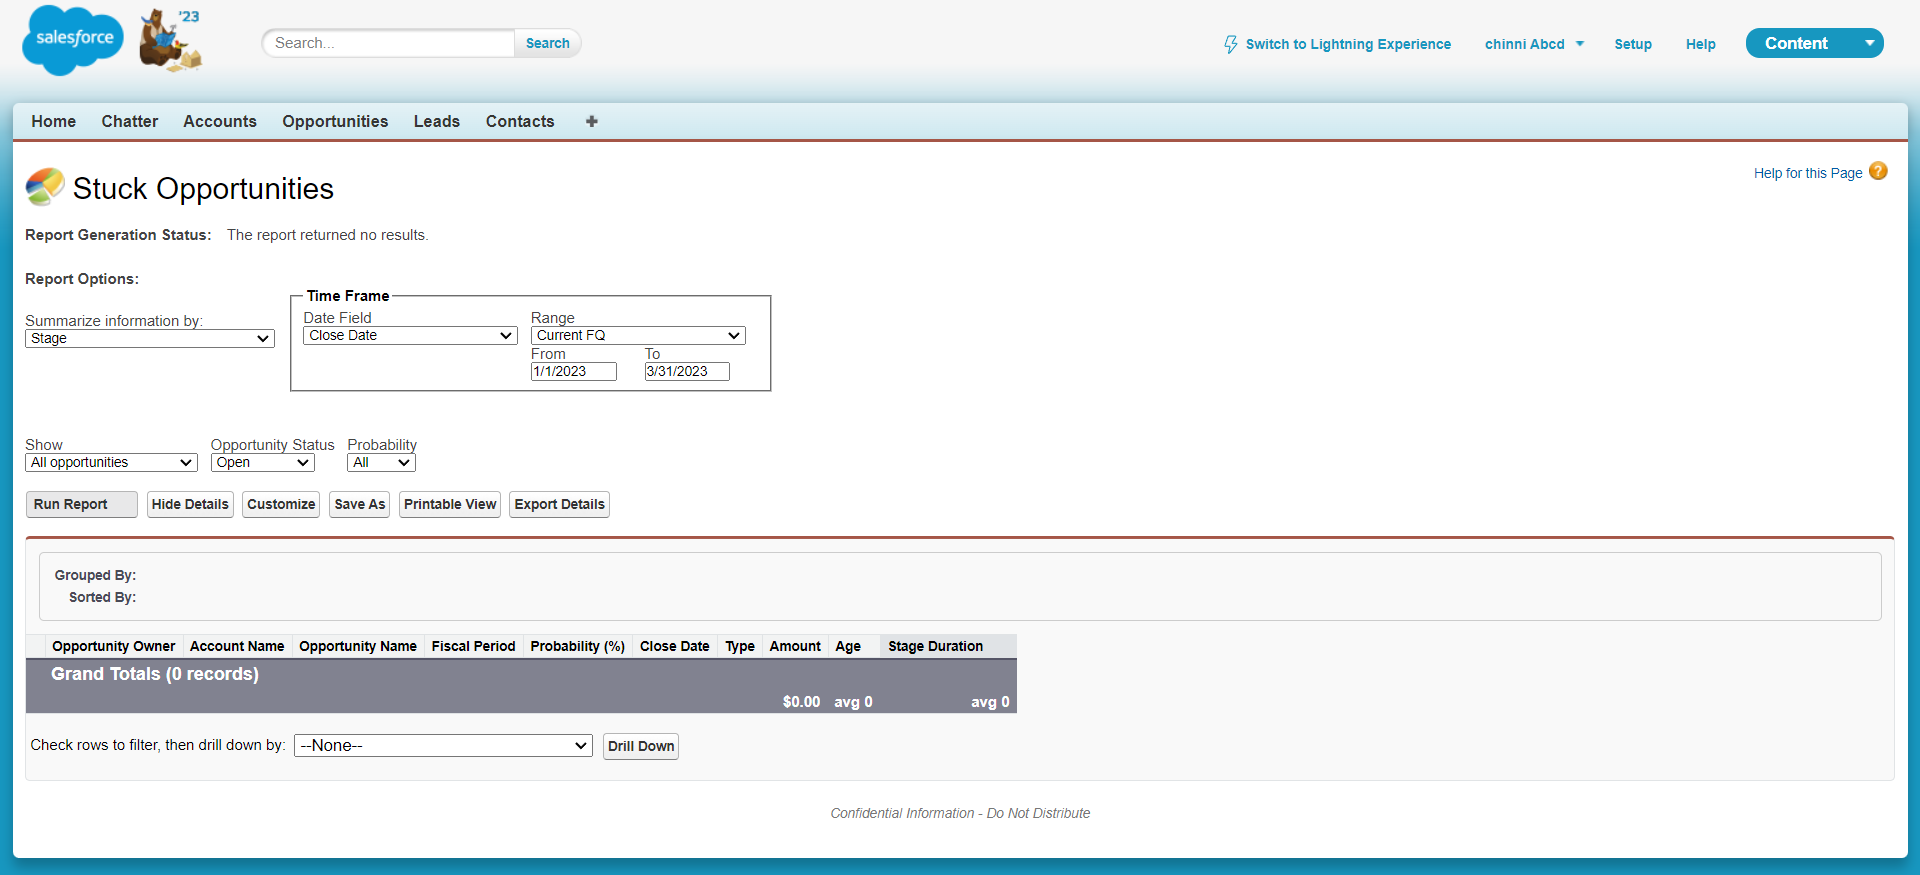 salesforce
'23
Search...
Search
Switch to Lightning Experience
chinni Abcd
Setup
Help
Content
Home
Chatter
Accounts
Opportunities
Leads
Contacts
Help for this Page
Stuck Opportunities
Report Generation Status: The report returned no results.
Report Options:
Time Frame
Summarize information by:
Stage
Date Field
Close Date
Range
Current FQ
From
To
1/1/2023
3/31/2023
Show
Opportunity Status
Probability
All opportunities
Open
All
Run Report
Hide Details
Customize
Save As
Printable View
Export Details
Grouped By:
Sorted By:
Opportunity Owner Account Name Opportunity Name Fiscal Period Probability (%) Close Date Type Amount Age Stage Duration
Grand Totals (0 records)
$0.00 avg 0 avg 0
Check rows to filter, then drill down by: --None-- Drill Down
Confidential Information - Do Not Distribute